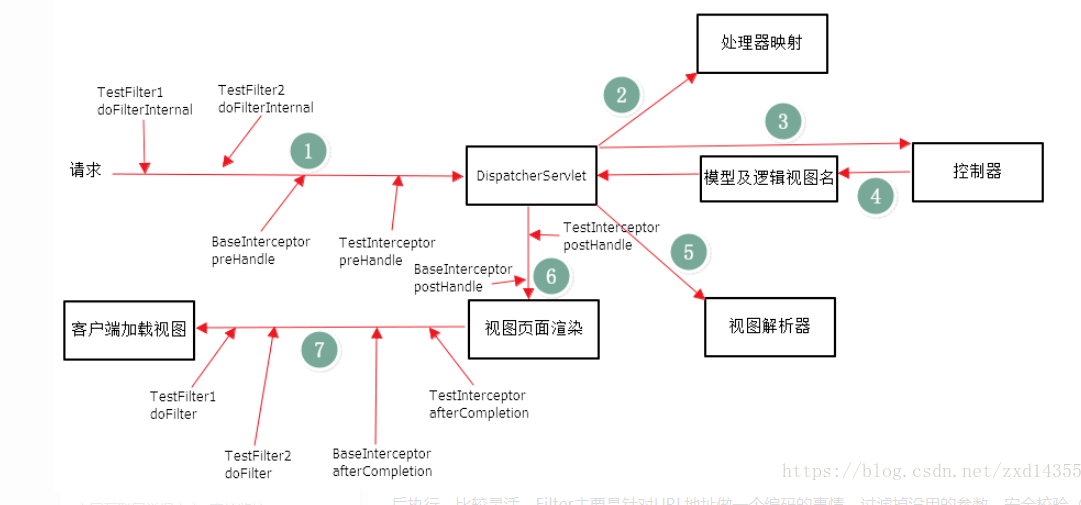 处理器映射
TestFilter1
doFilterInternal
TestFilter2
doFilterInternal
2
3
1
请求
DispatcherServlet
模型及逻辑视图名
控制器
4
BaseInterceptor
preHandle
TestInterceptor
preHandle
TestInterceptor
postHandle
BaseInterceptor
postHandle
5
6
客户端加载视图
视图页面渲染
视图解析器
7
TestFilter1
doFilter
TestInterceptor
afterCompletion
TestFilter2
doFilter
BaseInterceptor
afterCompletion
https://blog.csdn.net/zxd14355